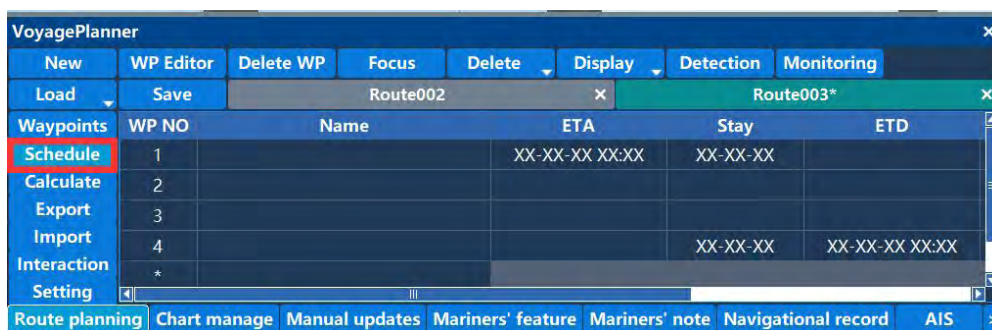 VoyagePlanner ×
New WP Editor Delete WP Focus Delete Display Detection Monitoring
Load Save Route002 × Route003* ×
Waypoints WP NO Name ETA Stay ETD
Schedule 1 XX-XX-XX XX:XX XX-XX-XX
Calculate 2
Export 3
Import 4 XX-XX-XX XX-XX-XX XX:XX
Interaction *
Setting
Route planning Chart manage Manual updates Mariners' feature Mariners' note Navigational record AIS